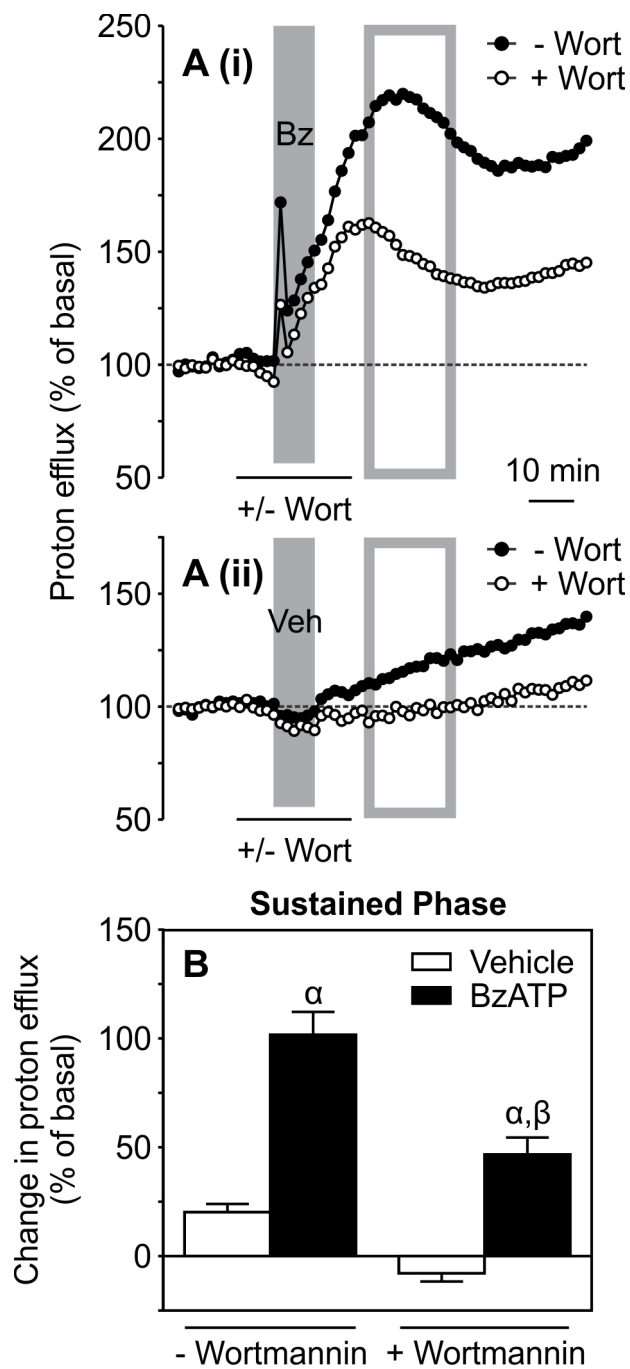 250
200
150
100
50
Proton efflux (% of basal)
A (i)
- Wort
+ Wort
Bz
10 min
+/- Wort
A (ii)
- Wort
+ Wort
150
100
50
Veh
+/- Wort
Sustained Phase
150
100
50
0
Change in proton efflux
(% of basal)
B
Vehicle
BzATP
α
α,β
- Wortmannin
+ Wortmannin